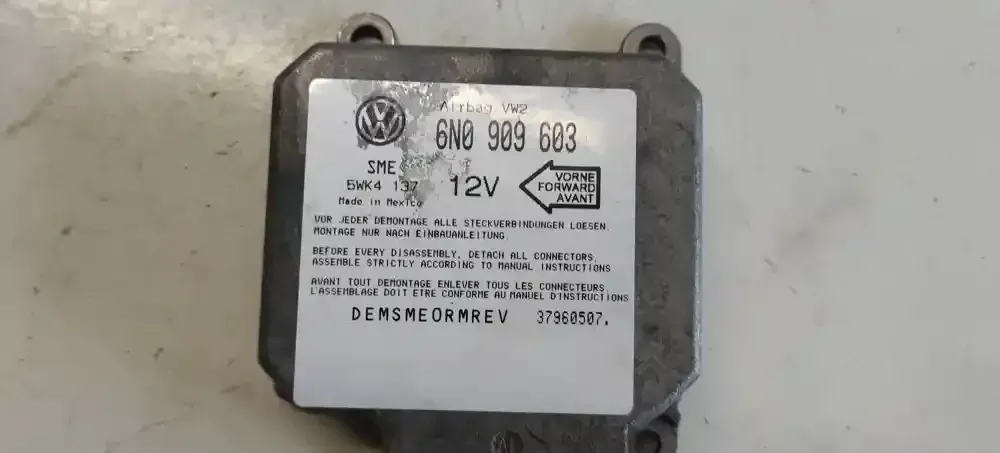 Airbag VW2
6N0 909 603
SME
5WK4 137
Made in Mexico
12V
VORNE
FORWARD
AVANT
VOR JEDER DEMONTAGE ALLE STECKVERBINDUNGEN LOESEN.
MONTAGE NUR NACH EINBAUANLEITUNG.
BEFORE EVERY DISASSEMBLY, DETACH ALL CONNECTORS.
ASSEMBLE STRICTLY ACCORDING TO MANUAL INSTRUCTIONS
AVANT TOUT DEMONTAGE ENLEVER TOUS LES CONNECTEURS.
L'ASSEMBLAGE DOIT ETRE CONFORME AU MANUEL D'INSTRUCTIONS
DEMSMEORMREV 37960507.